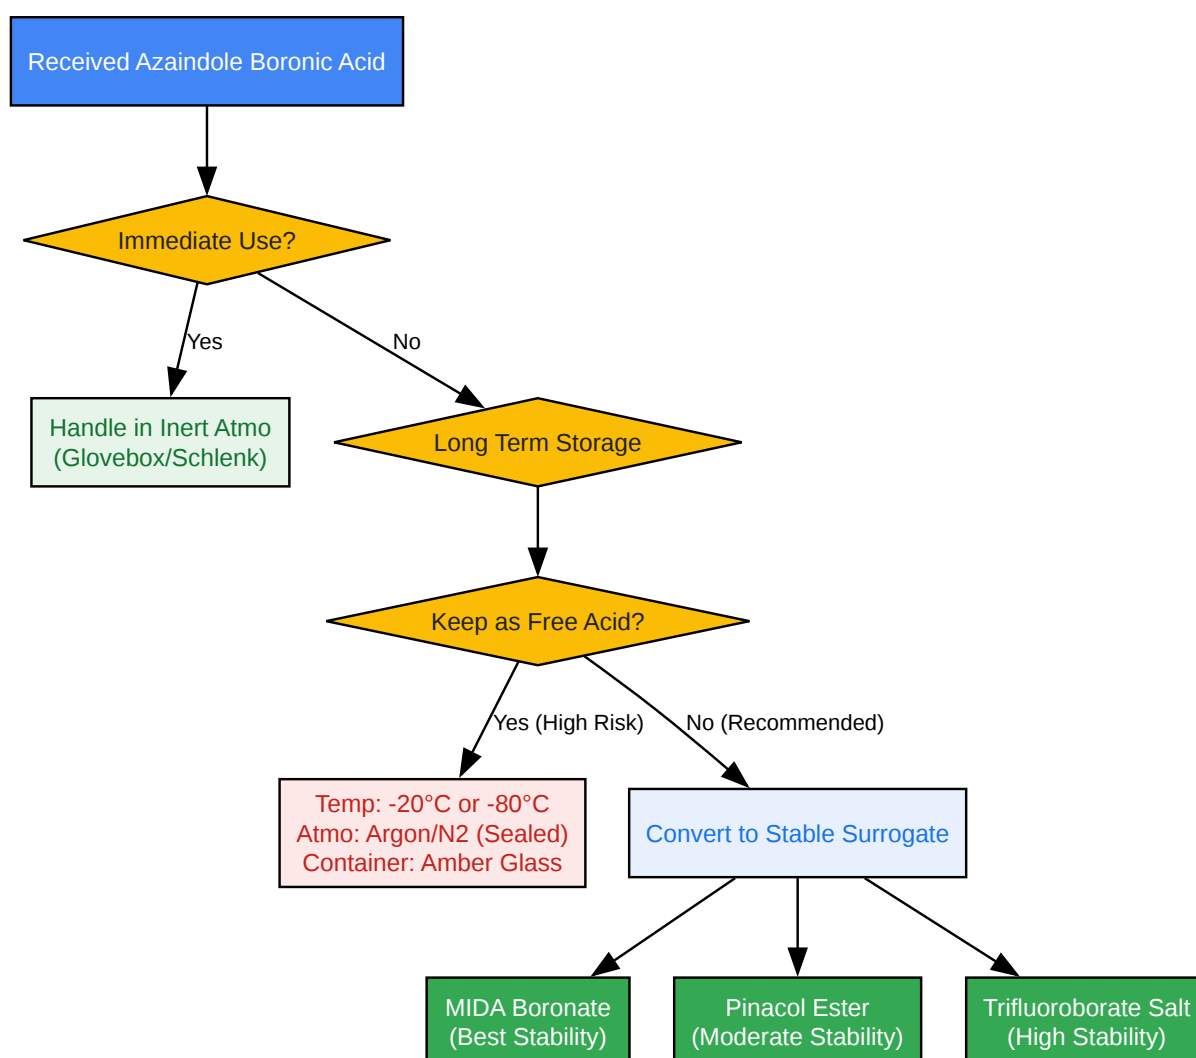 Received Azaindole Boronic Acid
Immediate Use?
Yes
No
Handle in Inert Atmo
(Glovebox/Schlenk)
Long Term Storage
Keep as Free Acid?
Yes (High Risk)
No (Recommended)
Temp: -20°C or -80°C
Atmo: Argon/N2 (Sealed)
Container: Amber Glass
Convert to Stable Surrogate
MIDA Boronate
(Best Stability)
Pinacol Ester
(Moderate Stability)
Trifluoroborate Salt
(High Stability)